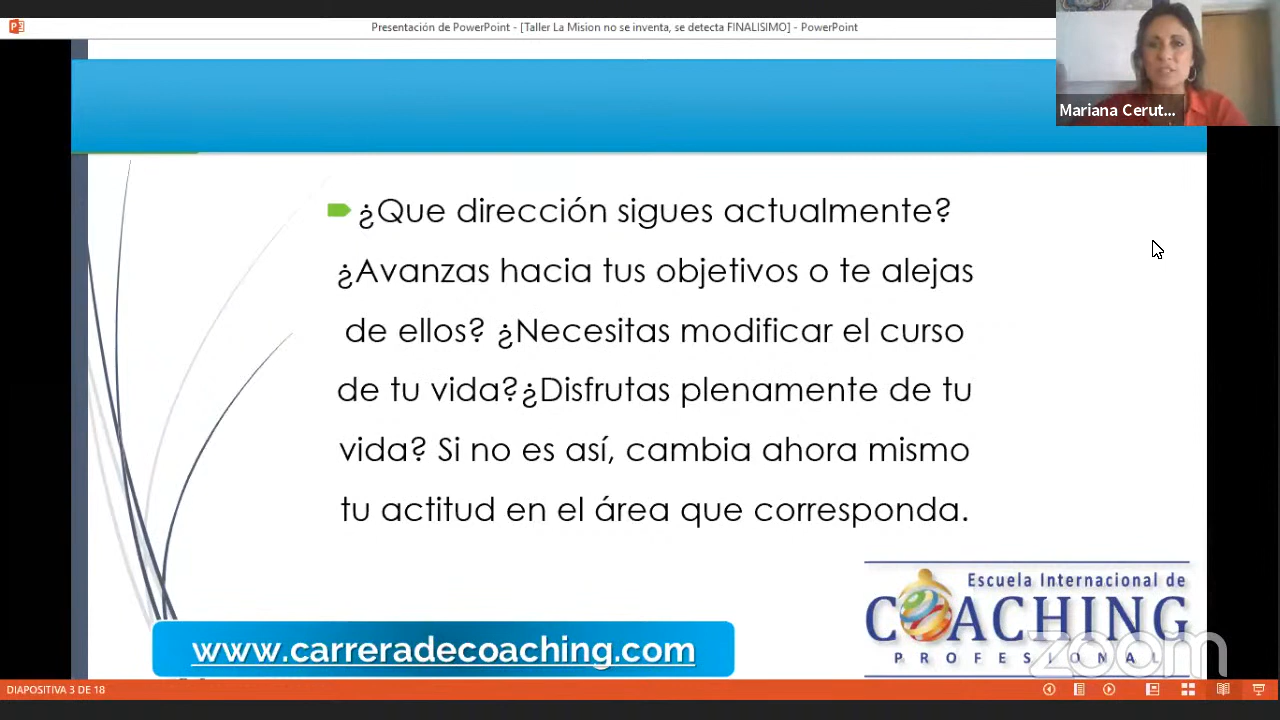 Presentación de PowerPoint - [Taller La Mision no se inventa, se detecta FINALISIMO] - PowerPoint
Mariana Cerut...
¿Que dirección sigues actualmente?
¿Avanzas hacia tus objetivos o te alejas
de ellos? ¿Necesitas modificar el curso
de tu vida?¿Disfrutas plenamente de tu
vida? Si no es así, cambia ahora mismo
tu actitud en el área que corresponda.
Escuela Internacional de
COACHING
PROFESIONAL
www.carreradecoaching.com
zoom
DIAPOSITIVA 3 DE 18